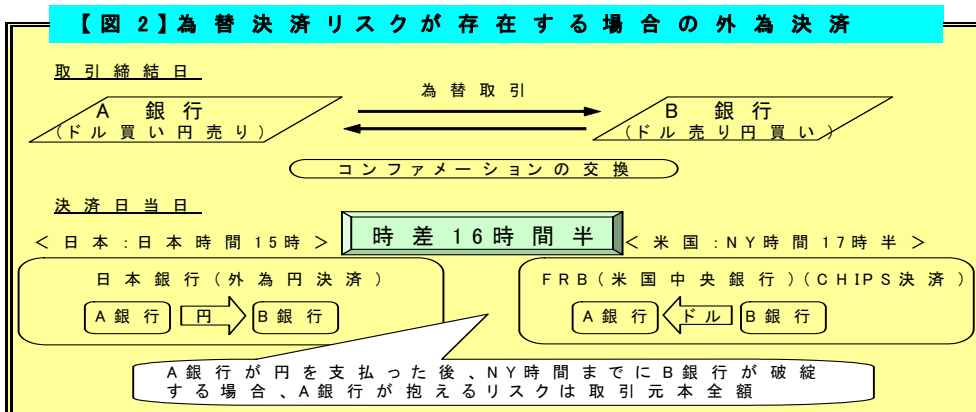 【図2】為替決済リスクが存在する場合の外為決済
取引締結日
為替取引
A 銀行
(ドル買い円売り)
B 銀行
(ドル売り円買い)
コンファメーションの交換
決済日当日
時差16時間半
＜日本:日本時間15時＞
＜米国:NY時間17時半＞
日本銀行(外為円決済)
A銀行 円 B銀行
FRB(米国中央銀行)(CHIPS決済)
A銀行 ドル B銀行
A銀行が円を支払った後、NY時間までにB銀行が破綻
する場合、A銀行が抱えるリスクは取引元本全額